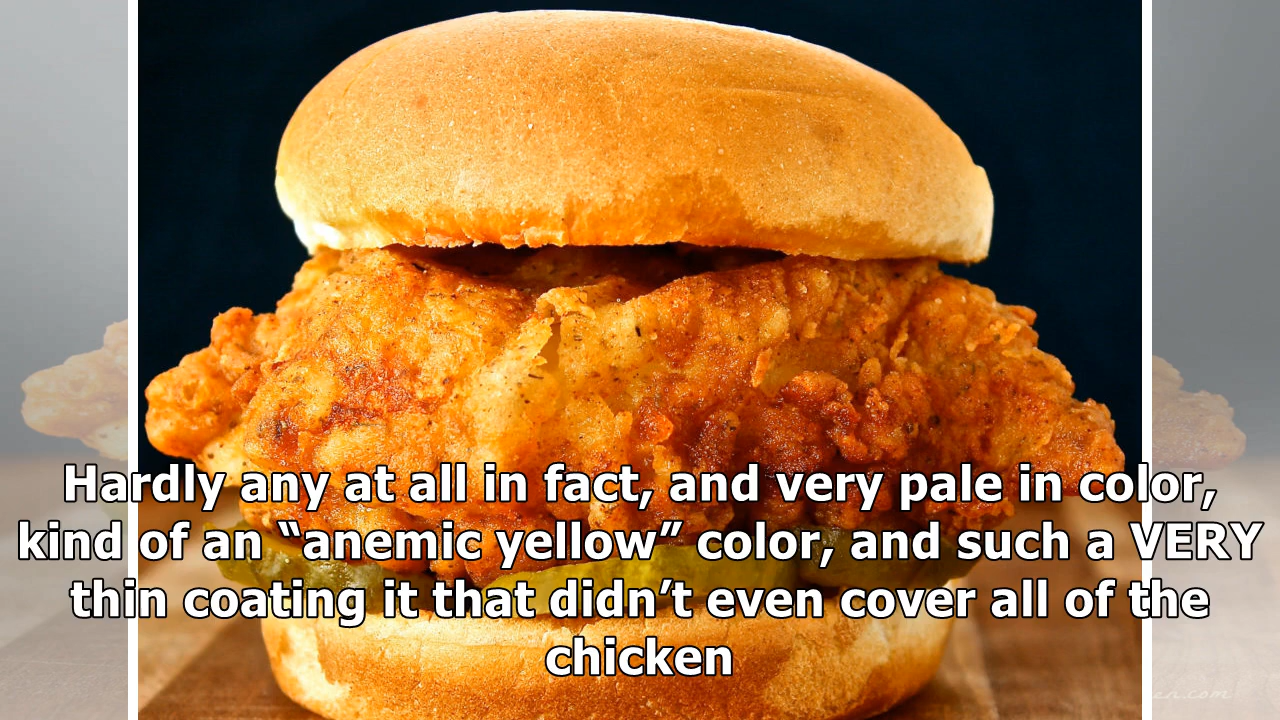 Hardly any at all in fact, and very pale in color,
kind of an “anemic yellow” color, and such a VERY
thin coating it that didn’t even cover all of the
chicken